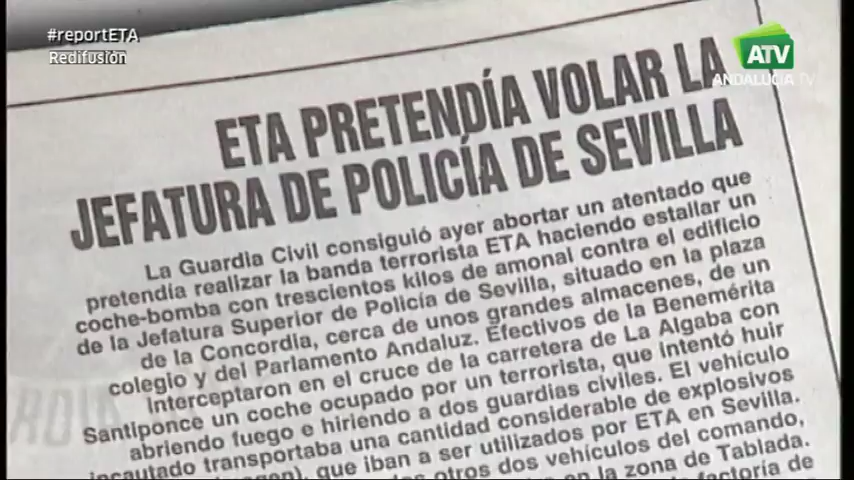 #reportETA
Redifusión
ATV
ANDALUCÍA TV
ETA PRETENDÍA VOLAR LA
JEFATURA DE POLICÍA DE SEVILLA
La Guardia Civil consiguió ayer abortar un atentado que
pretendía realizar la banda terrorista ETA haciendo estallar un
coche-bomba con trescientos kilos de amonal contra el edificio
de la Jefatura Superior de Policía de Sevilla, situado en la plaza
de la Concordia, cerca de unos grandes almacenes, de un
colegio y del Parlamento Andaluz. Efectivos de la Benemérita
interceptaron en el cruce de la carretera de La Algaba con
Santiponce un coche ocupado por un terrorista, que intentó huir
abriendo fuego e hiriendo a dos guardias civiles. El vehículo
incautado transportaba una cantidad considerable de explosivos
que iban a ser utilizados por ETA en Sevilla.
otros dos vehículos del comando,
en la zona de Tablada.
factoría de